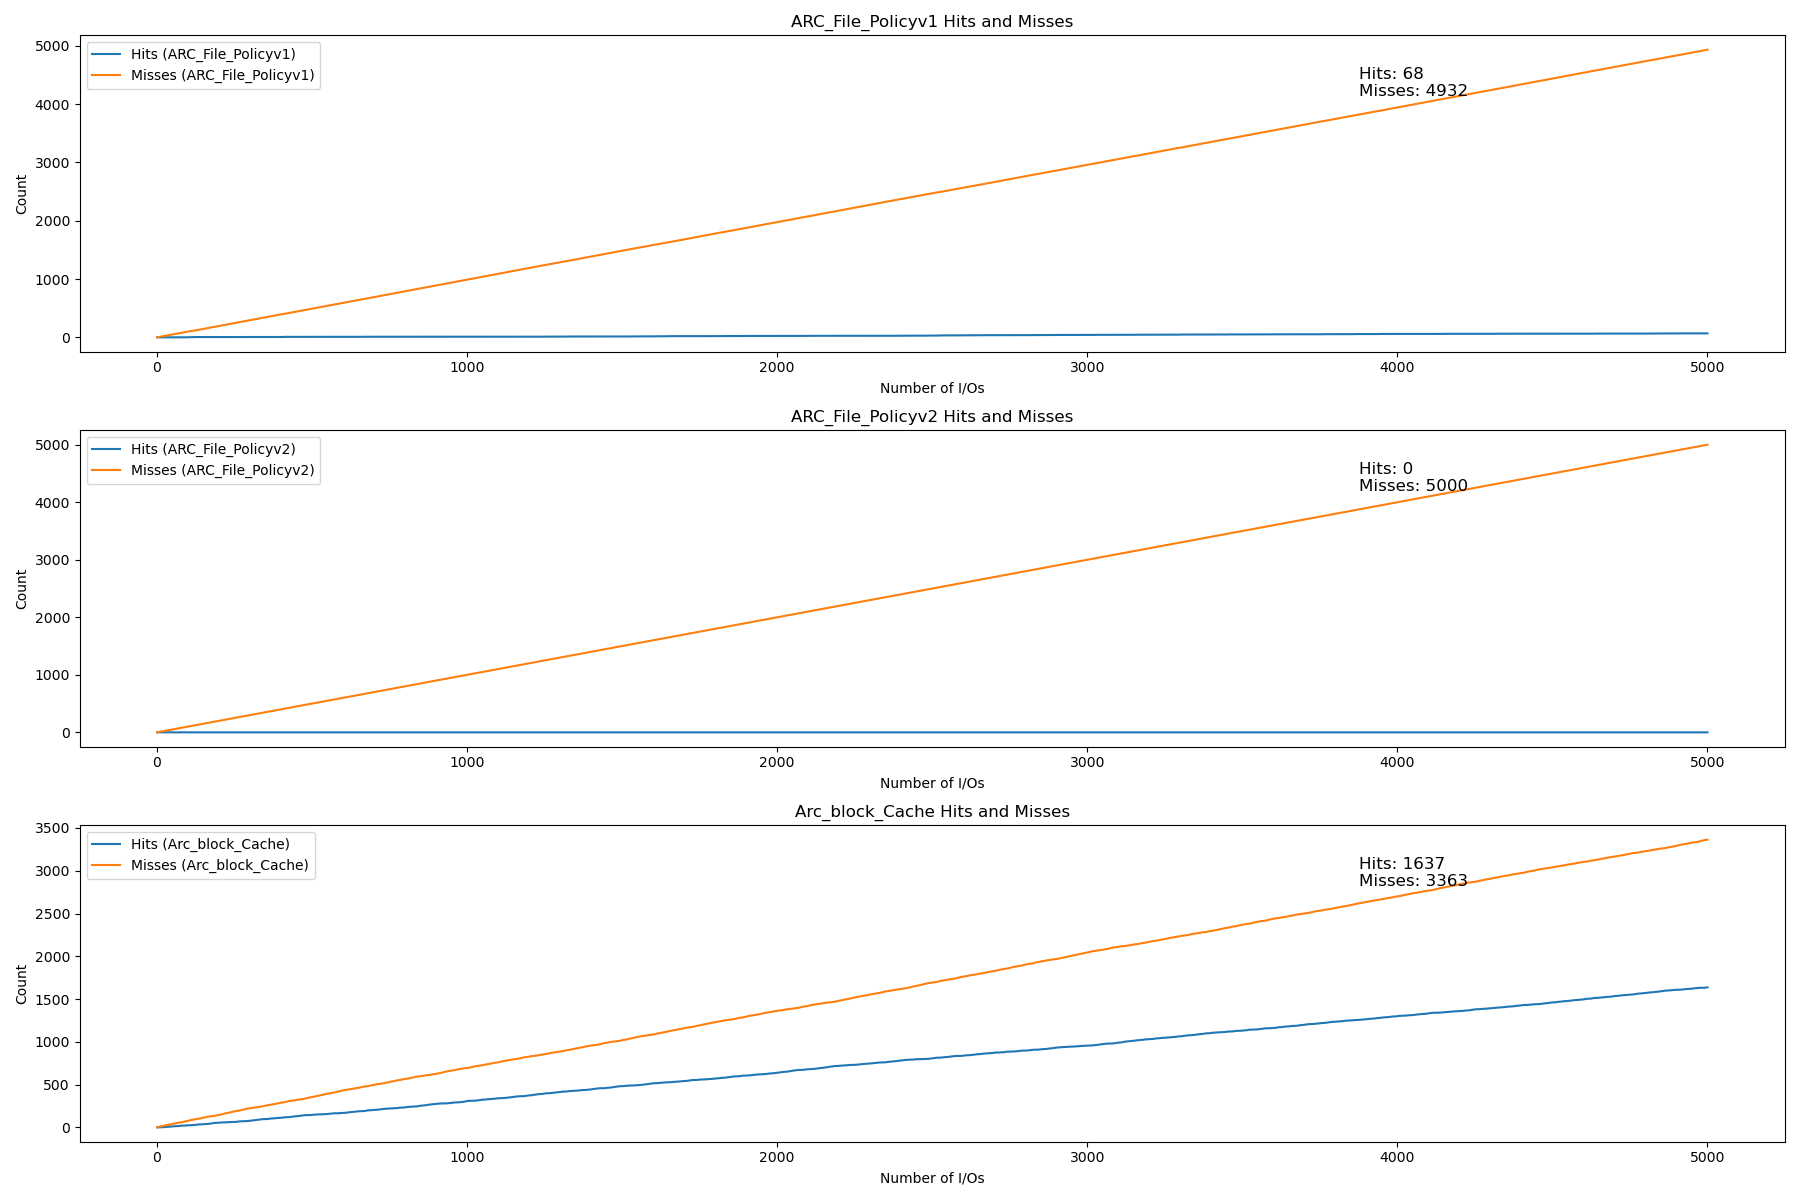 ARC_File_Policyv1 Hits and Misses
Hits (ARC_File_Policyv1)
Misses (ARC_File_Policyv1)
Hits: 68
Misses: 4932
5000
4000
3000
2000
1000
0
Count
0 1000 2000 3000 4000 5000
Number of I/Os
ARC_File_Policyv2 Hits and Misses
Hits (ARC_File_Policyv2)
Misses (ARC_File_Policyv2)
Hits: 0
Misses: 5000
5000
4000
3000
2000
1000
0
Count
0 1000 2000 3000 4000 5000
Number of I/Os
Arc_block_Cache Hits and Misses
Hits (Arc_block_Cache)
Misses (Arc_block_Cache)
Hits: 1637
Misses: 3363
3500
3000
2500
2000
1500
1000
500
0
Count
0 1000 2000 3000 4000 5000
Number of I/Os